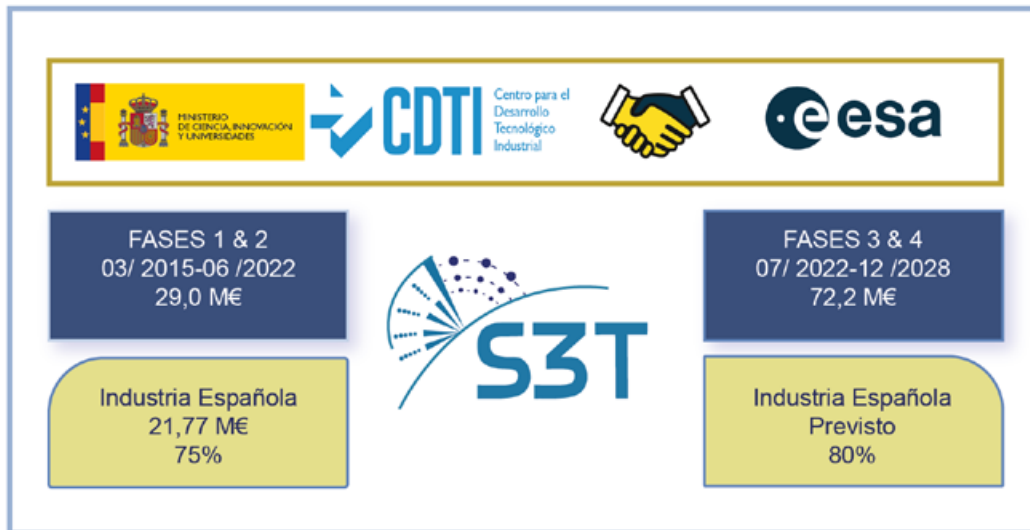 MINISTERIO
DE CIENCIA, INNOVACIÓN
Y UNIVERSIDADES
CDTI
Centro para el
Desarrollo
Tecnológico
Industrial
esa
FASES 1 & 2
03/ 2015-06 /2022
29,0 M€
Industria Española
21,77 M€
75%
S3T
FASES 3 & 4
07/ 2022-12 /2028
72,2 M€
Industria Española
Previsto
80%